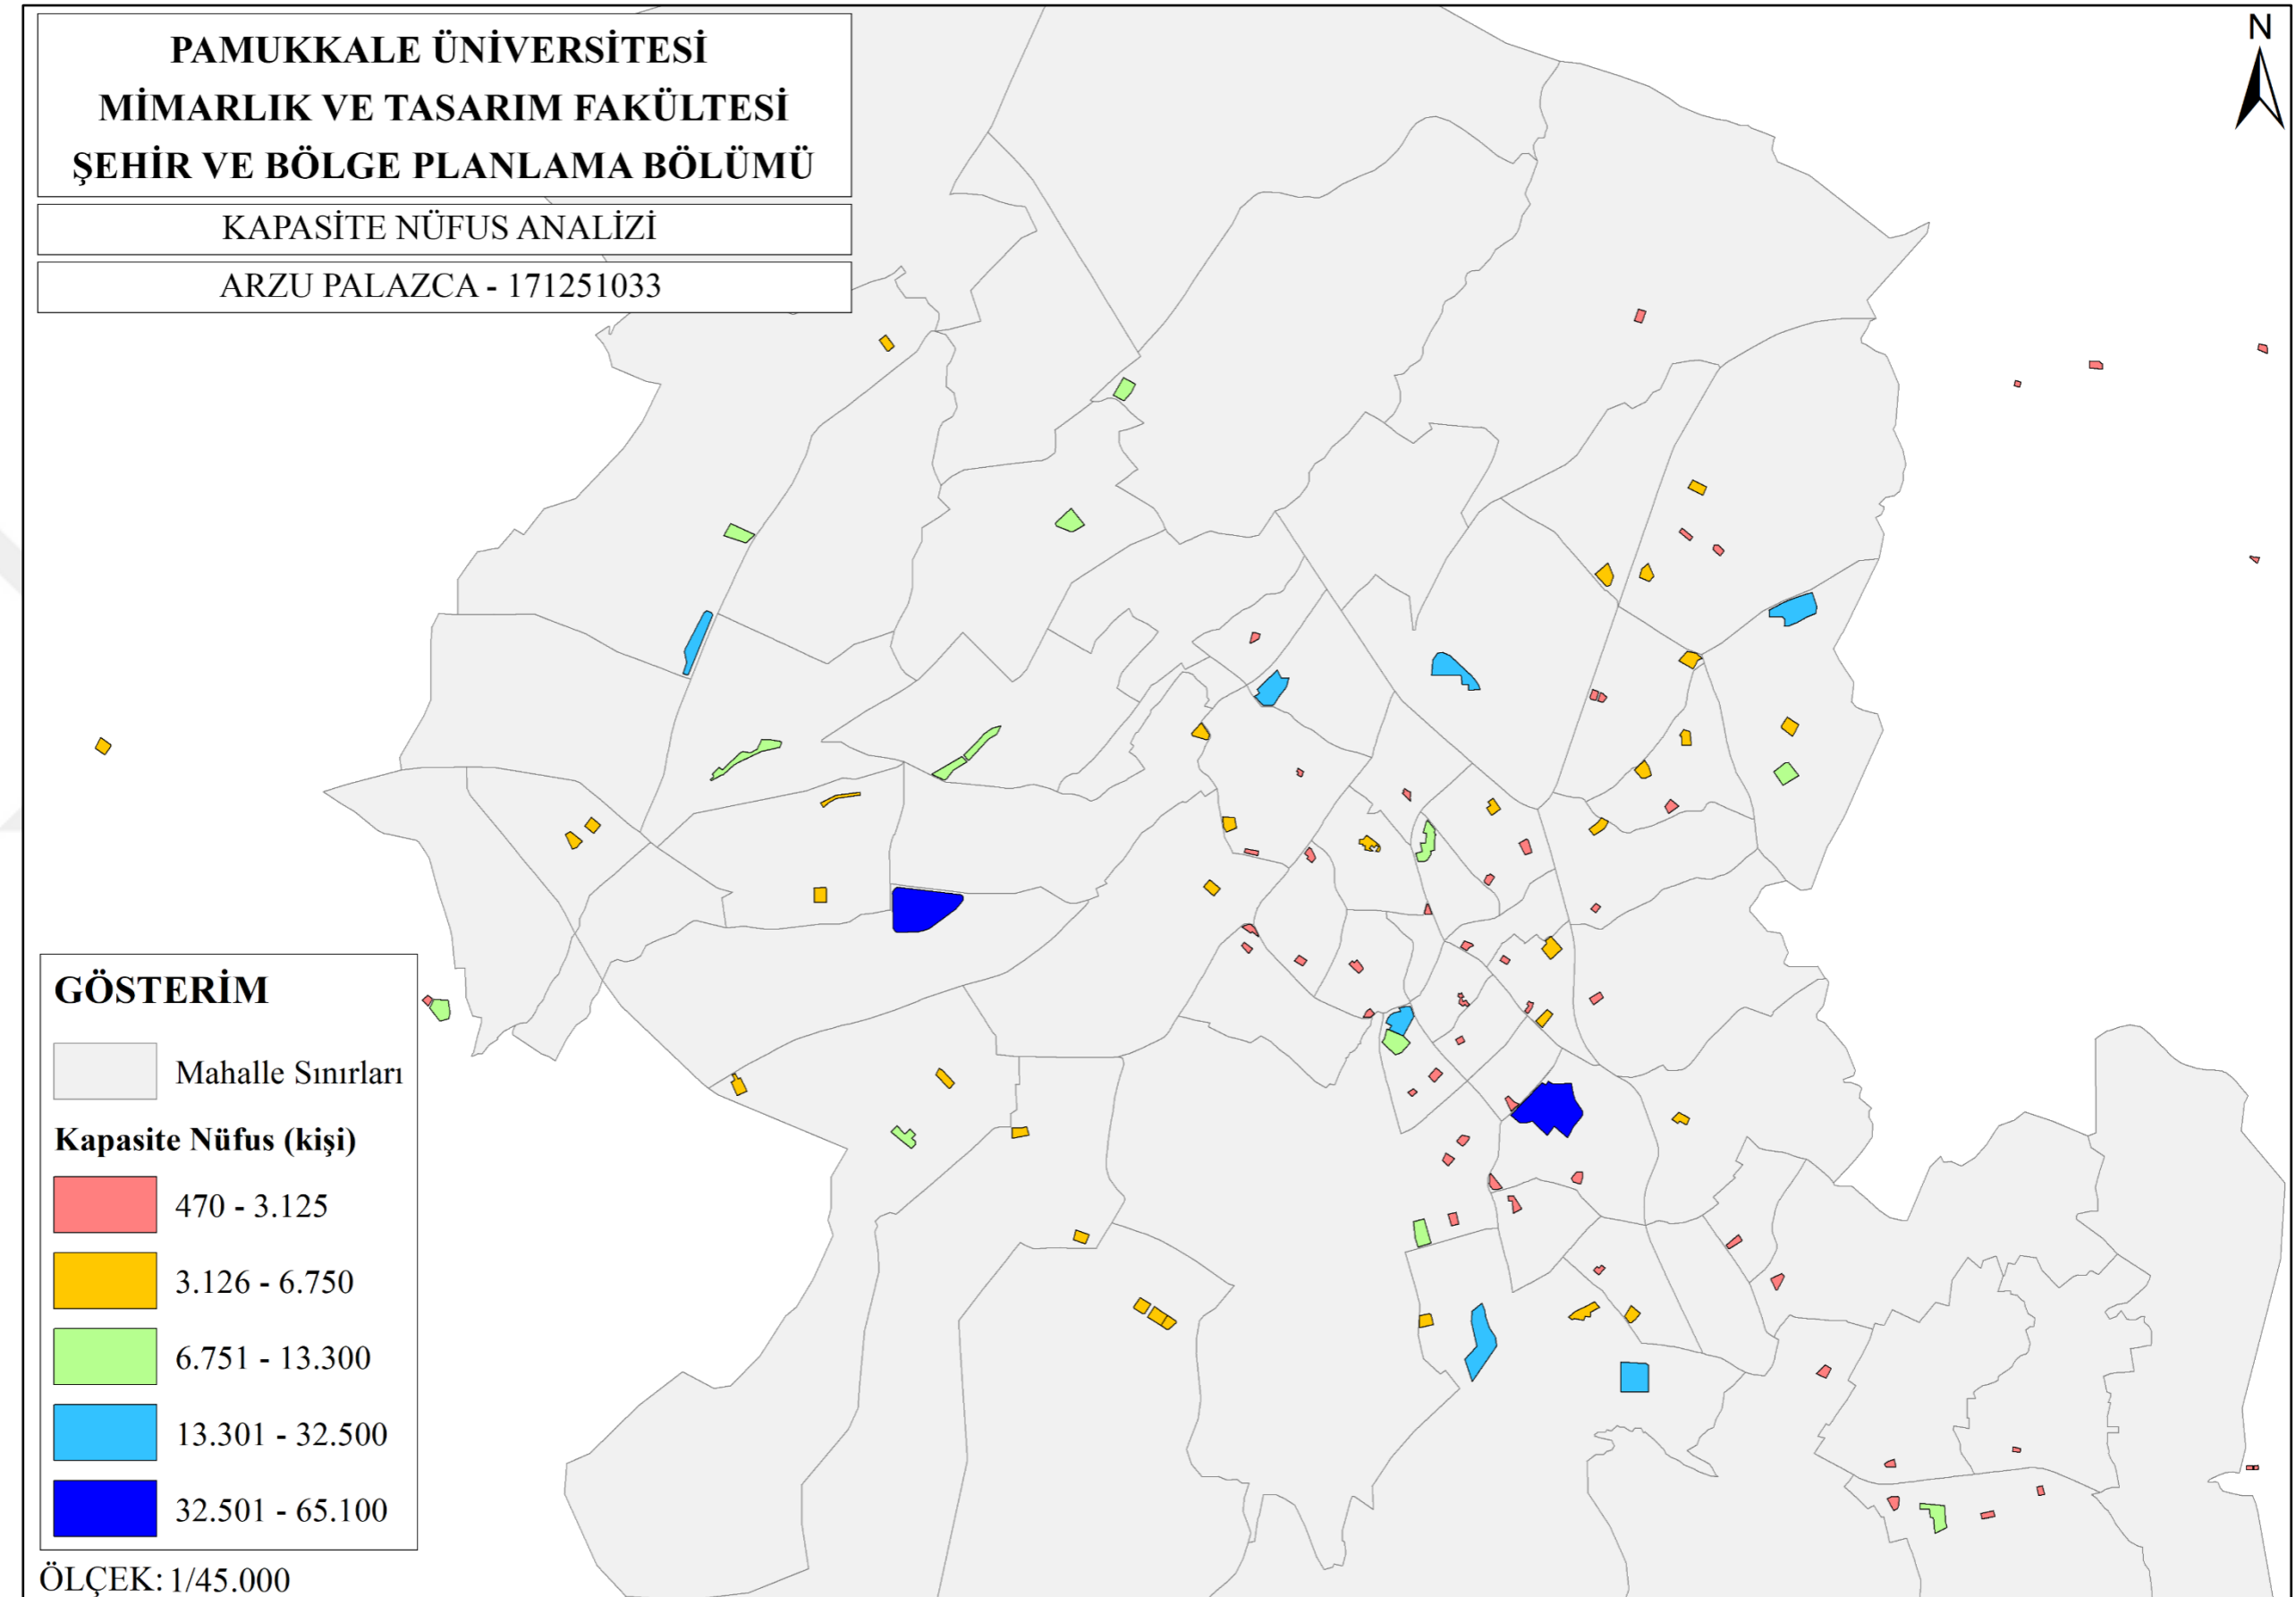 PAMUKKALE ÜNİVERSİTESİ
MİMARLIK VE TASARIM FAKÜLTESİ
ŞEHİR VE BÖLGE PLANLAMA BÖLÜMÜ
KAPASİTE NÜFUS ANALİZİ
ARZU PALAZCA - 171251033
N
GÖSTERİM
Mahalle Sınırları
Kapasite Nüfus (kişi)
470 - 3.125
3.126 - 6.750
6.751 - 13.300
13.301 - 32.500
32.501 - 65.100
ÖLÇEK: 1/45.000